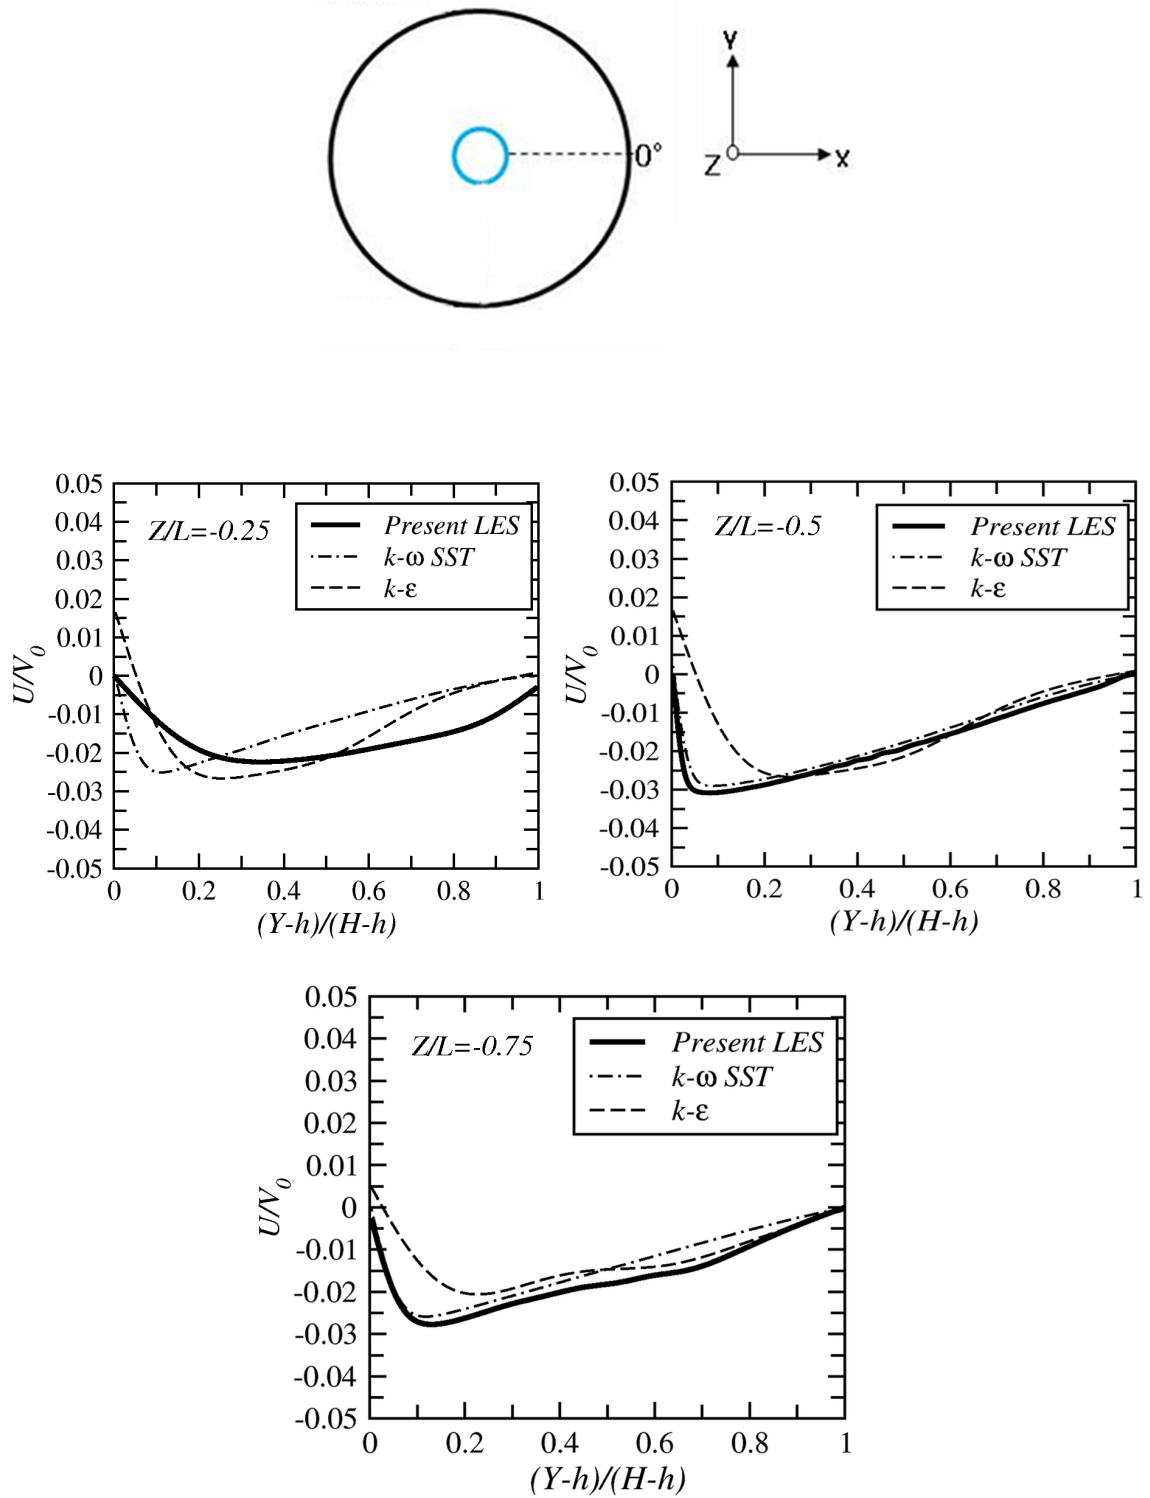 Y
0°
Z
X
0.05
0.04
0.03
0.02
0.01
0
-0.01
-0.02
-0.03
-0.04
-0.05
U/V0
Z/L=-0.25
Present LES
k-ω SST
k-ε
0 0.2 0.4 0.6 0.8 1
(Y-h)/(H-h)
0.05
0.04
0.03
0.02
0.01
0
-0.01
-0.02
-0.03
-0.04
-0.05
U/V0
Z/L=-0.5
Present LES
k-ω SST
k-ε
0 0.2 0.4 0.6 0.8 1
(Y-h)/(H-h)
0.05
0.04
0.03
0.02
0.01
0
-0.01
-0.02
-0.03
-0.04
-0.05
U/V0
Z/L=-0.75
Present LES
k-ω SST
k-ε
0 0.2 0.4 0.6 0.8 1
(Y-h)/(H-h)